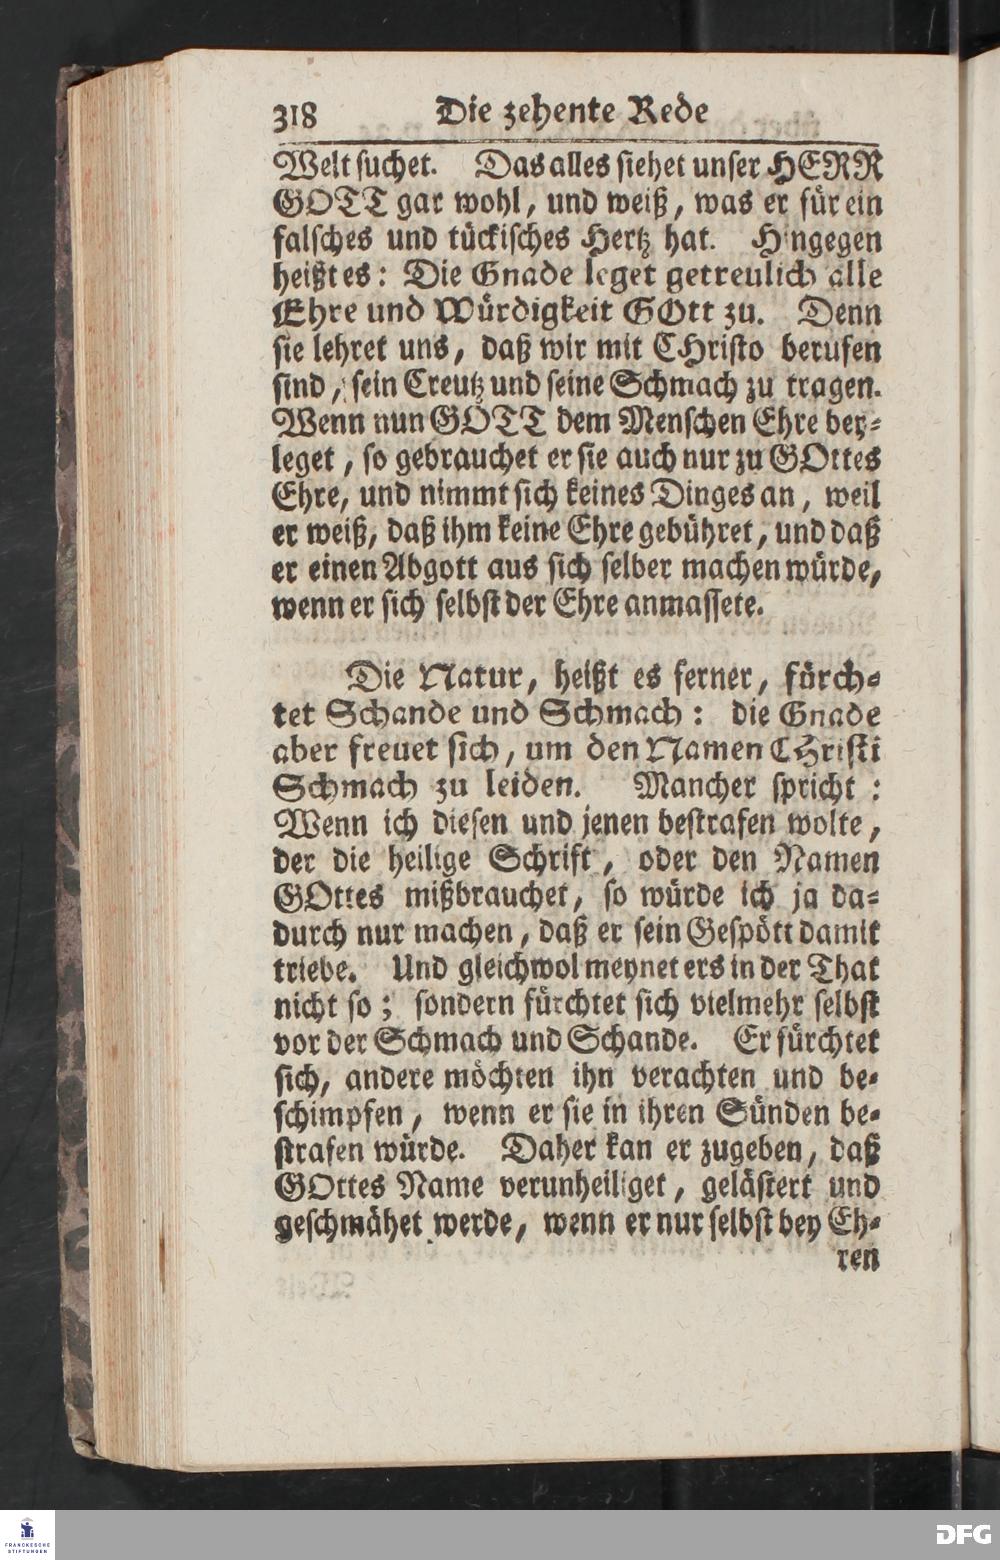 318 Die zehente Rede
Welt suchet. Das alles siehet unser HERR
GOTT gar wohl, und weiß, was er für ein
falsches und tückisches Hertz hat. Hingegen
heißt es: Die Gnade leget getreulich alle
Ehre und Würdigkeit GOtt zu. Denn
sie lehret uns, daß wir mit CHristo berufen
sind, sein Creutz und seine Schmach zu tragen.
Wenn nun GOTT dem Menschen Ehre bey-
leget, so gebrauchet er sie auch nur zu GOttes
Ehre, und nimmt sich keines Dinges an, weil
er weiß, daß ihm keine Ehre gebühret, und daß
er einen Abgott aus sich selber machen würde,
wenn er sich selbst der Ehre anmassete.
Die Natur, heißt es ferner, fürch-
tet Schande und Schmach: die Gnade
aber freuet sich, um den Namen CHristi
Schmach zu leiden. Mancher spricht:
Wenn ich diesen und jenen bestrafen wolte,
der die heilige Schrift, oder den Namen
GOttes mißbrauchet, so würde ich ja da-
durch nur machen, daß er sein Gespött damit
triebe. Und gleichwol meynet ers in der That
nicht so; sondern fürchtet sich vielmehr selbst
vor der Schmach und Schande. Er fürchtet
sich, andere möchten ihn verachten und be-
schimpfen, wenn er sie in ihren Sünden be-
strafen würde. Daher kan er zugeben, daß
GOttes Name verunheiliget, gelästert und
geschmähet werde, wenn er nur selbst bey Eh-
ren
FRANCKESCHE
STIFTUNGEN
DFG